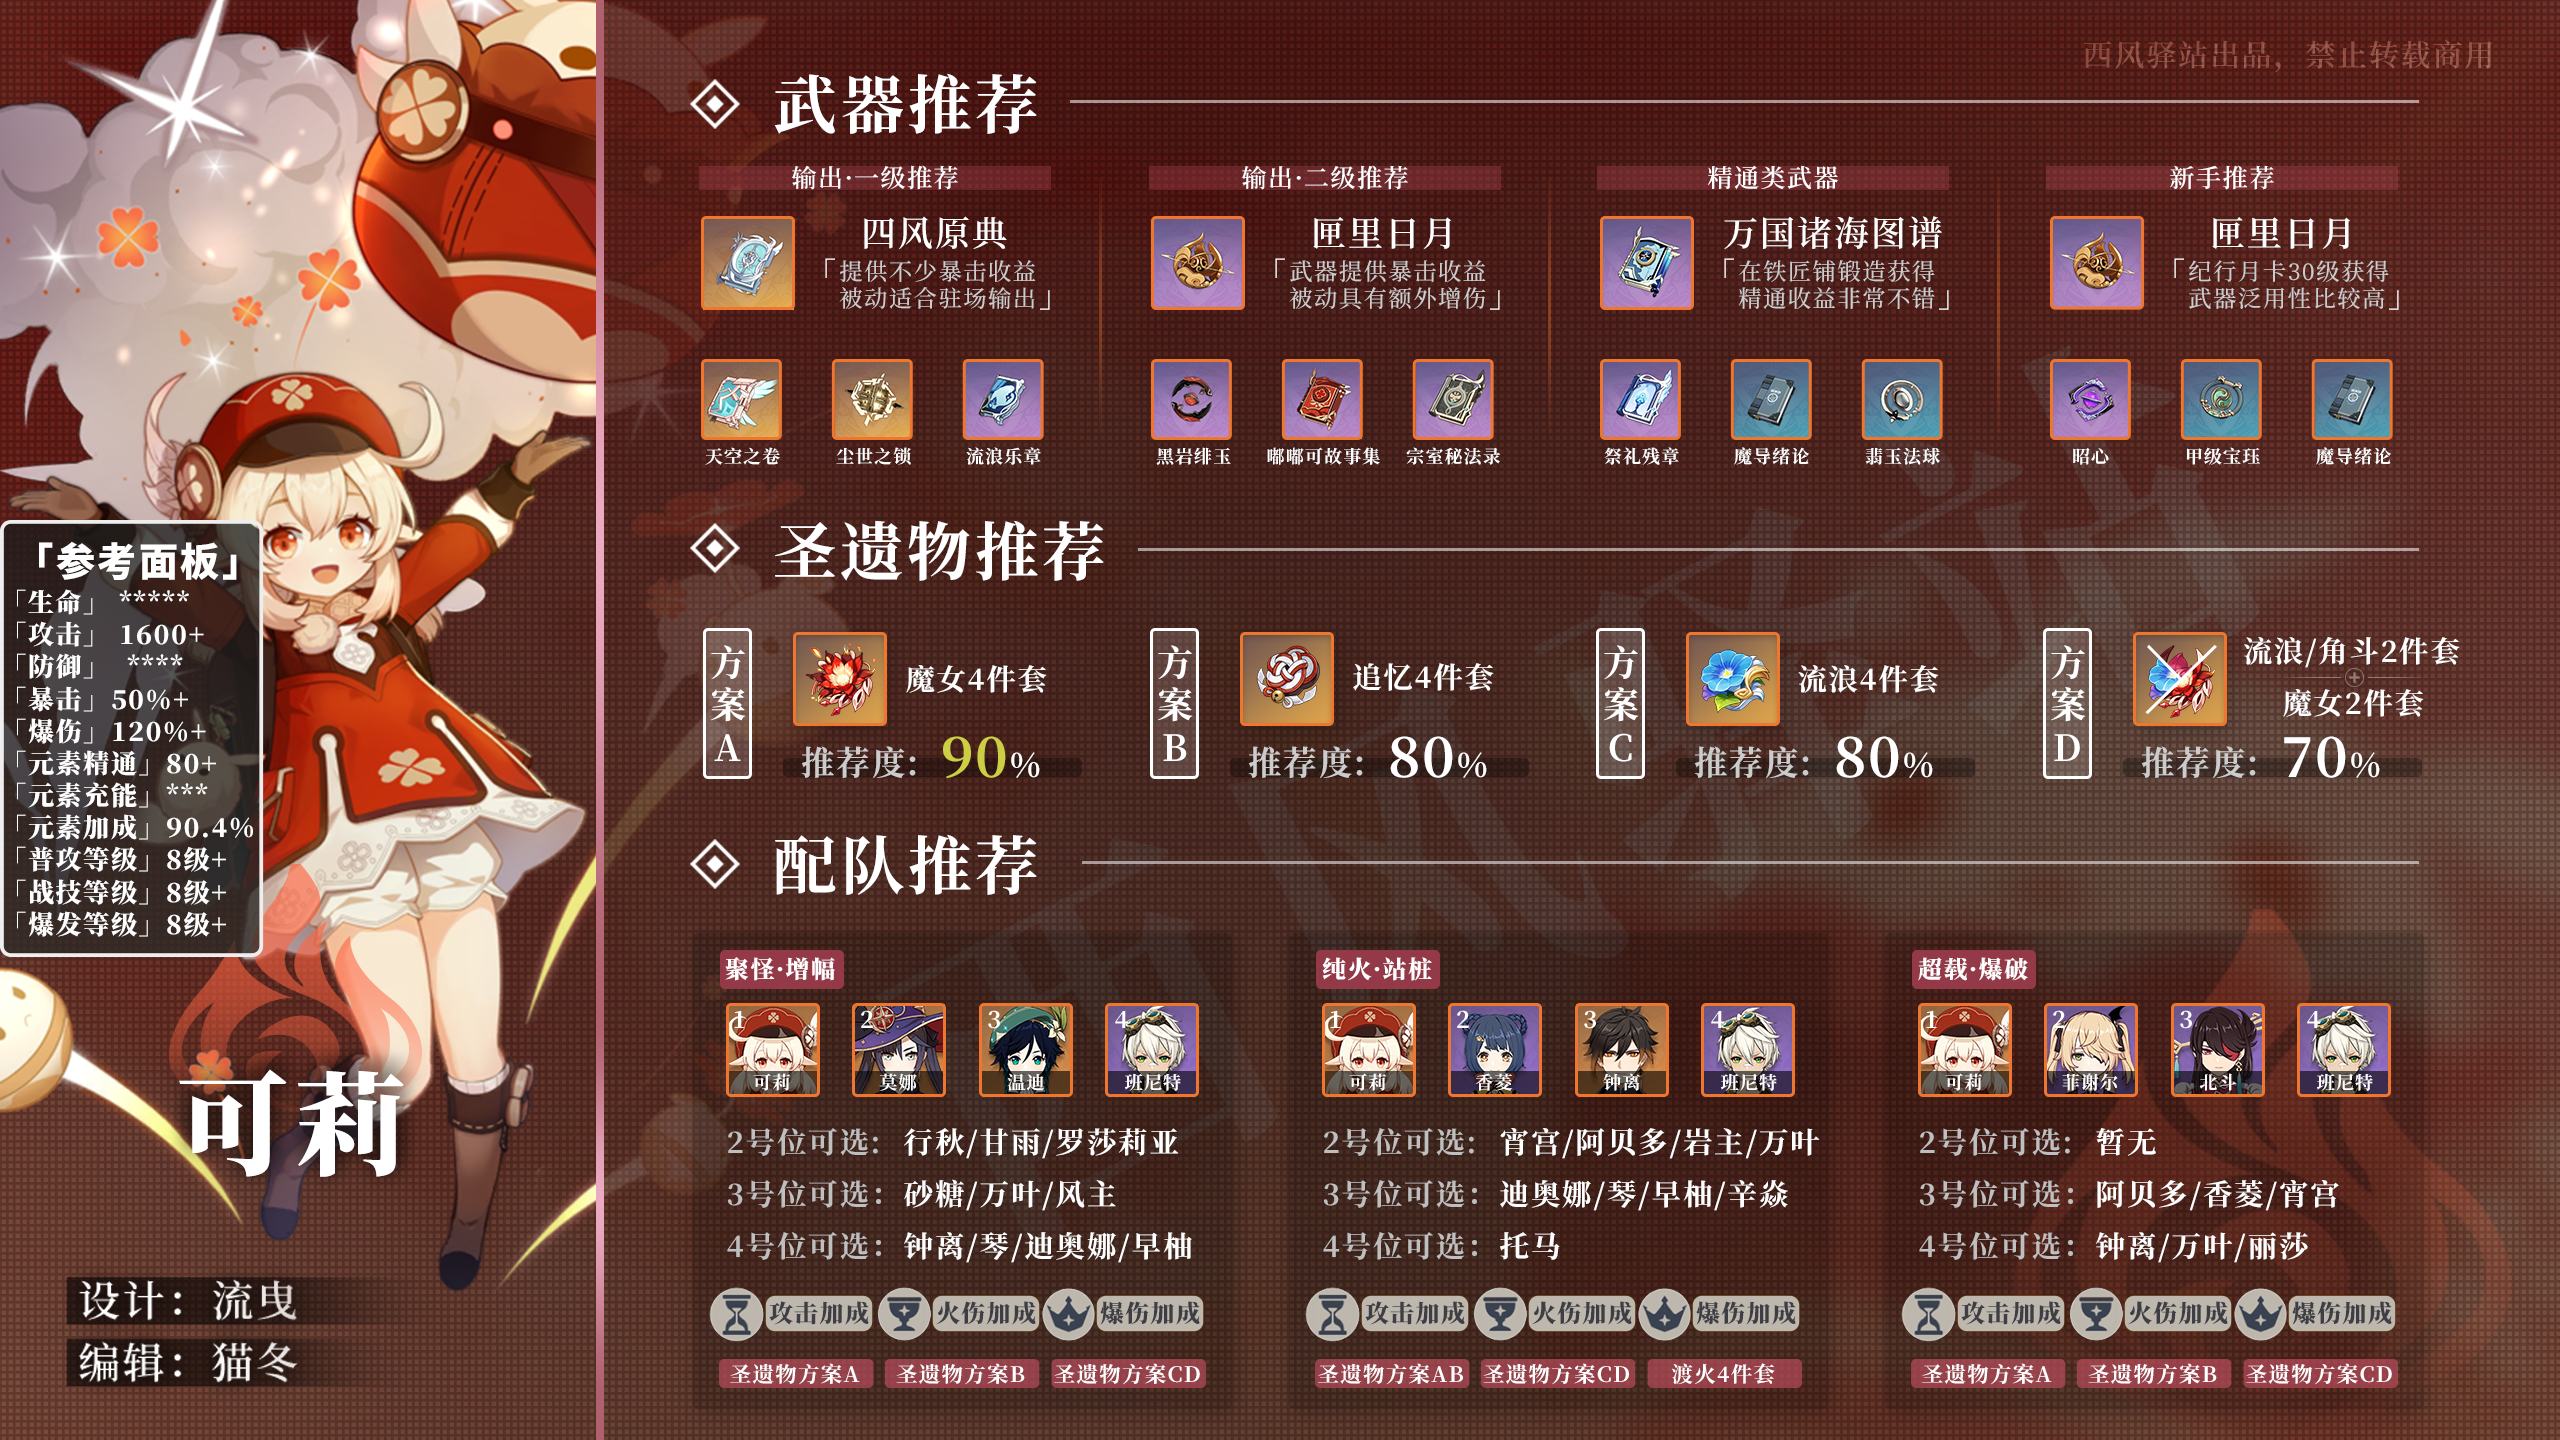 西风驿站出品，禁止转载商用
武器推荐
输出·一级推荐
四风原典
「提供不少暴击收益
被动适合驻场输出」
天空之卷 尘世之锁 流浪乐章
输出·二级推荐
匣里日月
「武器提供暴击收益
被动具有额外增伤」
黑岩绯玉 嘟嘟可故事集 宗室秘法录
精通类武器
万国诸海图谱
「在铁匠铺锻造获得
精通收益非常不错」
祭礼残章 魔导绪论 翡玉法球
新手推荐
匣里日月
「纪行月卡30级获得
武器泛用性比较高」
昭心 甲级宝珏 魔导绪论
圣遗物推荐
方案A
魔女4件套
推荐度：90%
方案B
追忆4件套
推荐度：80%
方案C
流浪4件套
推荐度：80%
方案D
流浪/角斗2件套
魔女2件套
推荐度：70%
配队推荐
聚怪·增幅
1 2 3 4
可莉 莫娜 温迪 班尼特
2号位可选：行秋/甘雨/罗莎莉亚
3号位可选：砂糖/万叶/风主
4号位可选：钟离/琴/迪奥娜/早柚
攻击加成 火伤加成 爆伤加成
圣遗物方案A 圣遗物方案B 圣遗物方案CD
纯火·站桩
1 2 3 4
可莉 香菱 钟离 班尼特
2号位可选：宵宫/阿贝多/岩主/万叶
3号位可选：迪奥娜/琴/早柚/辛焱
4号位可选：托马
攻击加成 火伤加成 爆伤加成
圣遗物方案AB 圣遗物方案CD 渡火4件套
超载·爆破
1 2 3 4
可莉 菲谢尔 北斗 班尼特
2号位可选：暂无
3号位可选：阿贝多/香菱/宵宫
4号位可选：钟离/万叶/丽莎
攻击加成 火伤加成 爆伤加成
圣遗物方案A 圣遗物方案B 圣遗物方案CD
「参考面板」
「生命」 *****
「攻击」 1600+
「防御」 ****
「暴击」50%+
「爆伤」120%+
「元素精通」80+
「元素充能」***
「元素加成」90.4%
「普攻等级」8级+
「战技等级」8级+
「爆发等级」8级+
可莉
设计：流曳
编辑：猫冬
西风驿站